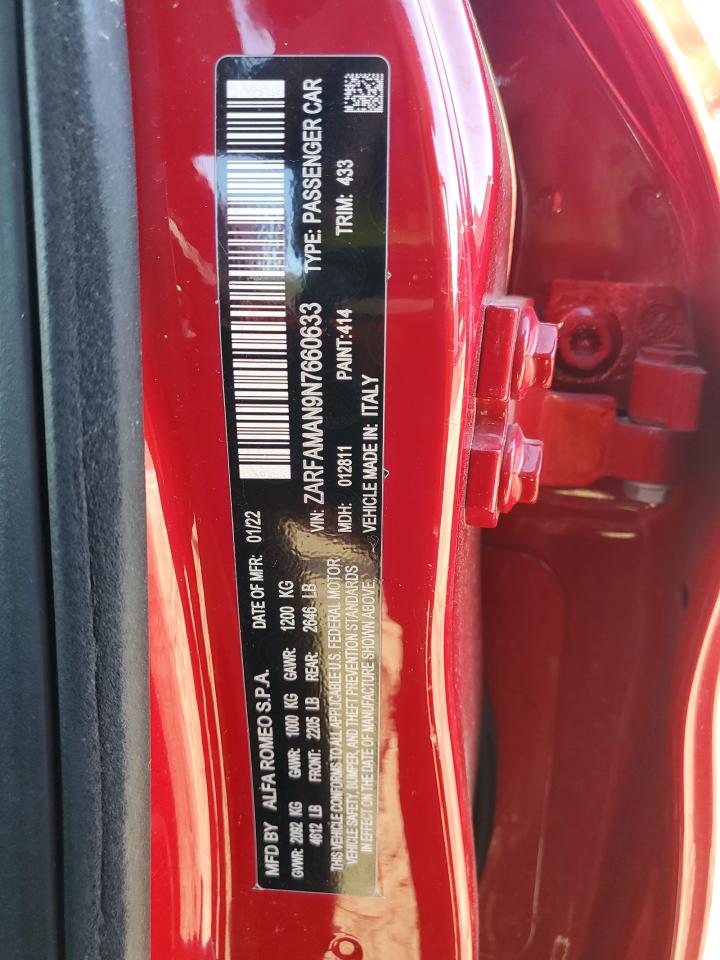 MFD BY ALFA ROMEO S.P.A. DATE OF MFR: 01/22
GVWR: 2092 KG GAWR: 1000 KG GAWR: 1200 KG
4612 LB FRONT: 2205 LB REAR: 2646 LB
THIS VEHICLE CONFORMS TO ALL APPLICABLE U.S. FEDERAL MOTOR
VEHICLE SAFETY, BUMPER, AND THEFT PREVENTION STANDARDS
IN EFFECT ON THE DATE OF MANUFACTURE SHOWN ABOVE:
VIN: ZARFAMAN9N7660633 TYPE: PASSENGER CAR
MDH: 012811 PAINT:414 TRIM: 433
VEHICLE MADE IN: ITALY